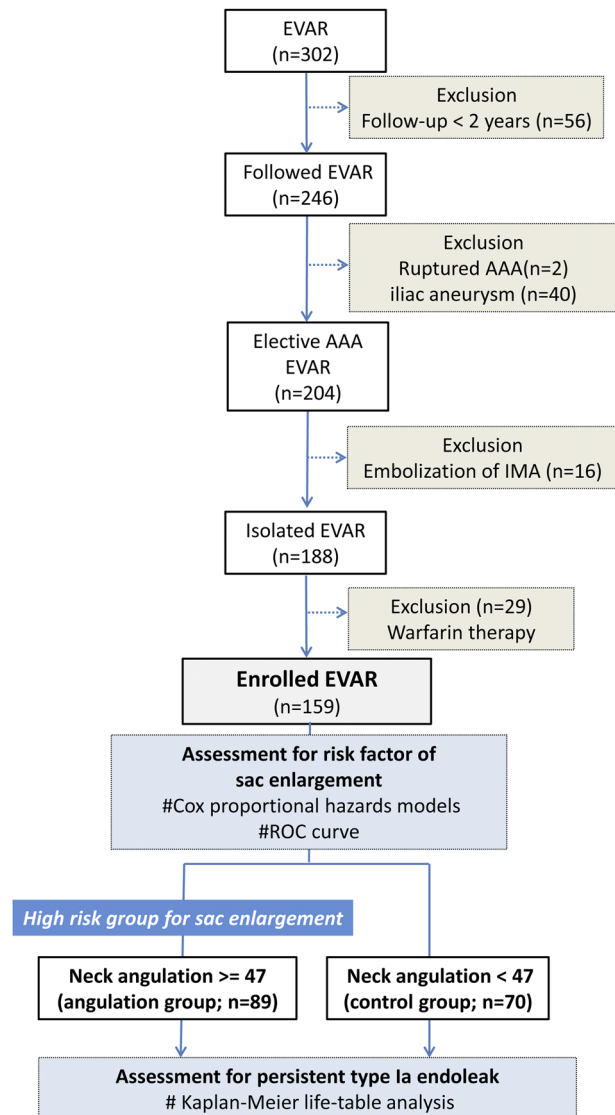 EVAR
(n=302)
Exclusion
Follow-up < 2 years (n=56)
Followed EVAR
(n=246)
Exclusion
Ruptured AAA(n=2)
iliac aneurysm (n=40)
Elective AAA
EVAR
(n=204)
Exclusion
Embolization of IMA (n=16)
Isolated EVAR
(n=188)
Exclusion (n=29)
Warfarin therapy
Enrolled EVAR
(n=159)
Assessment for risk factor of
sac enlargement
#Cox proportional hazards models
#ROC curve
High risk group for sac enlargement
Neck angulation >= 47
(angulation group; n=89)
Neck angulation < 47
(control group; n=70)
Assessment for persistent type Ia endoleak
# Kaplan-Meier life-table analysis